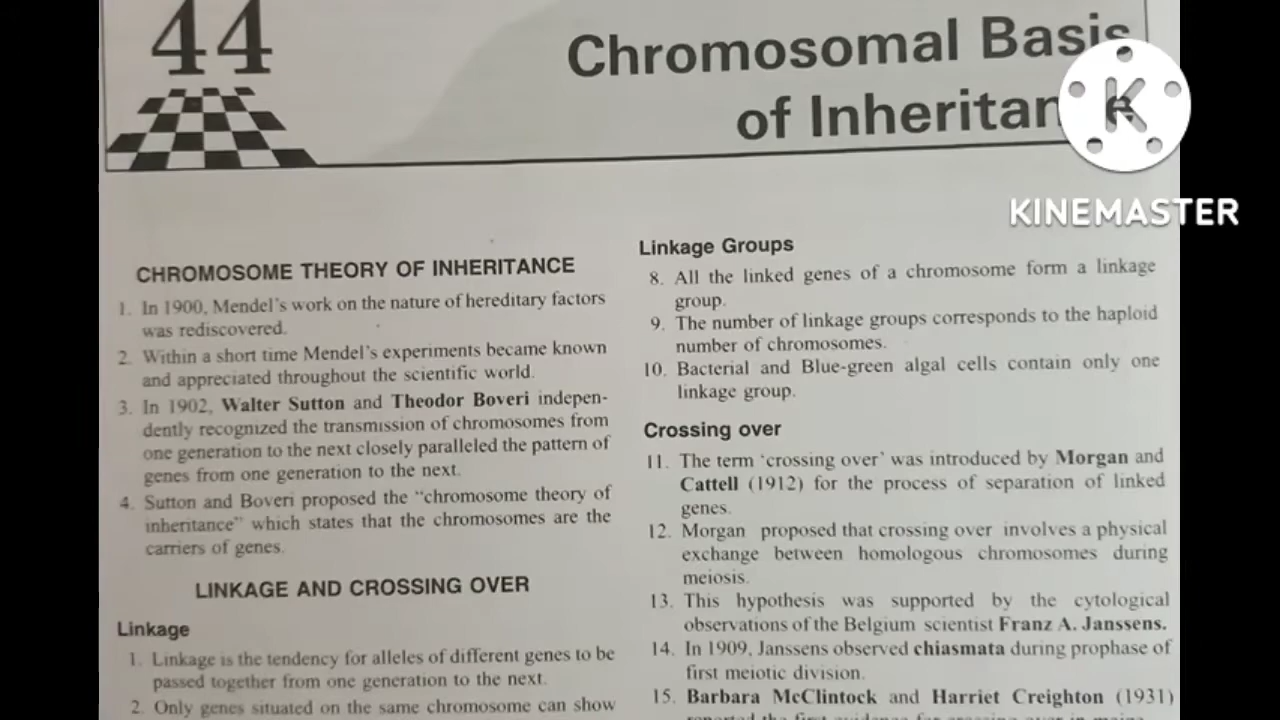 44
Chromosomal Basis
of Inheritance
K
KINEMASTER
CHROMOSOME THEORY OF INHERITANCE
1. In 1900, Mendel's work on the nature of hereditary factors
was rediscovered.
2. Within a short time Mendel's experiments became known
and appreciated throughout the scientific world.
3. In 1902, Walter Sutton and Theodor Boveri indepen-
dently recognized the transmission of chromosomes from
one generation to the next closely paralleled the pattern of
genes from one generation to the next.
4. Sutton and Boveri proposed the "chromosome theory of
inheritance" which states that the chromosomes are the
carriers of genes.
LINKAGE AND CROSSING OVER
Linkage
1. Linkage is the tendency for alleles of different genes to be
passed together from one generation to the next.
2. Only genes situated on the same chromosome can show
Linkage Groups
8. All the linked genes of a chromosome form a linkage
group.
9. The number of linkage groups corresponds to the haploid
number of chromosomes.
10. Bacterial and Blue-green algal cells contain only one
linkage group.
Crossing over
11. The term 'crossing over' was introduced by Morgan and
Cattell (1912) for the process of separation of linked
genes.
12. Morgan proposed that crossing over involves a physical
exchange between homologous chromosomes during
meiosis.
13. This hypothesis was supported by the cytological
observations of the Belgium scientist Franz A. Janssens.
14. In 1909, Janssens observed chiasmata during prophase of
first meiotic division.
15. Barbara McClintock and Harriet Creighton (1931)